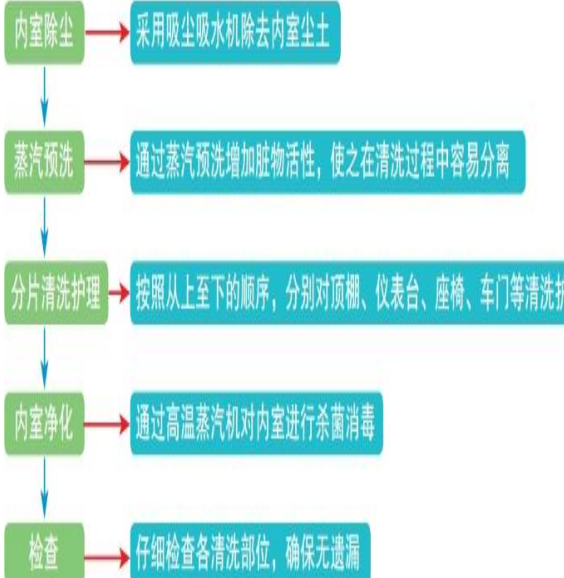 内室除尘
采用吸尘吸水机除去内室尘土
蒸汽预洗
通过蒸汽预洗增加脏物活性，使之在清洗过程中容易分离
分片清洗护理
按照从上至下的顺序，分别对顶棚、仪表台、座椅、车门等清洗
内室净化
通过高温蒸汽机对内室进行杀菌消毒
检查
仔细检查各清洗部位，确保无遗漏